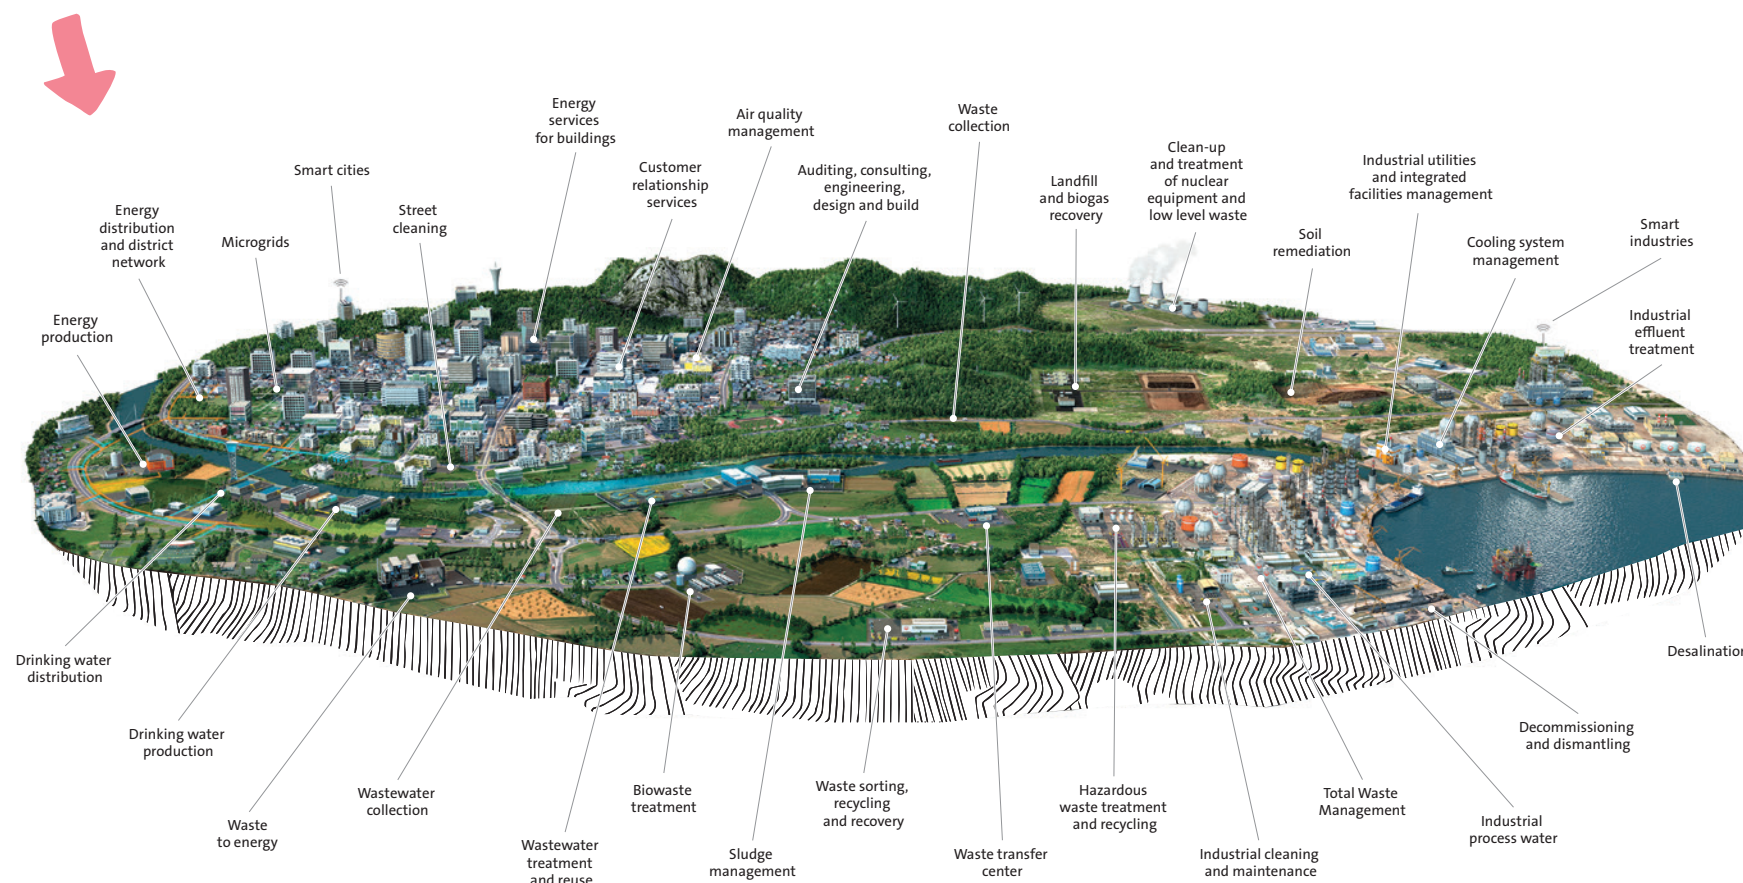 Energy
services
for buildings
Air quality
management
Waste
collection
Smart cities
Customer
relationship
services
Auditing, consulting,
engineering,
design and build
Landfill
and biogas
recovery
Clean-up
and treatment
of nuclear
equipment and
low level waste
Industrial utilities
and integrated
facilities management
Energy
distribution
and district
network
Microgrids
Street
cleaning
Soil
remediation
Cooling system
management
Smart
industries
Energy
production
Industrial
effluent
treatment
Drinking water
distribution
Desalination
Drinking water
production
Decommissioning
and dismantling
Wastewater
collection
Biowaste
treatment
Waste sorting,
recycling
and recovery
Hazardous
waste treatment
and recycling
Total Waste
Management
Waste
to energy
Industrial
process water
Wastewater
treatment
and reuse
Sludge
management
Waste transfer
center
Industrial cleaning
and maintenance